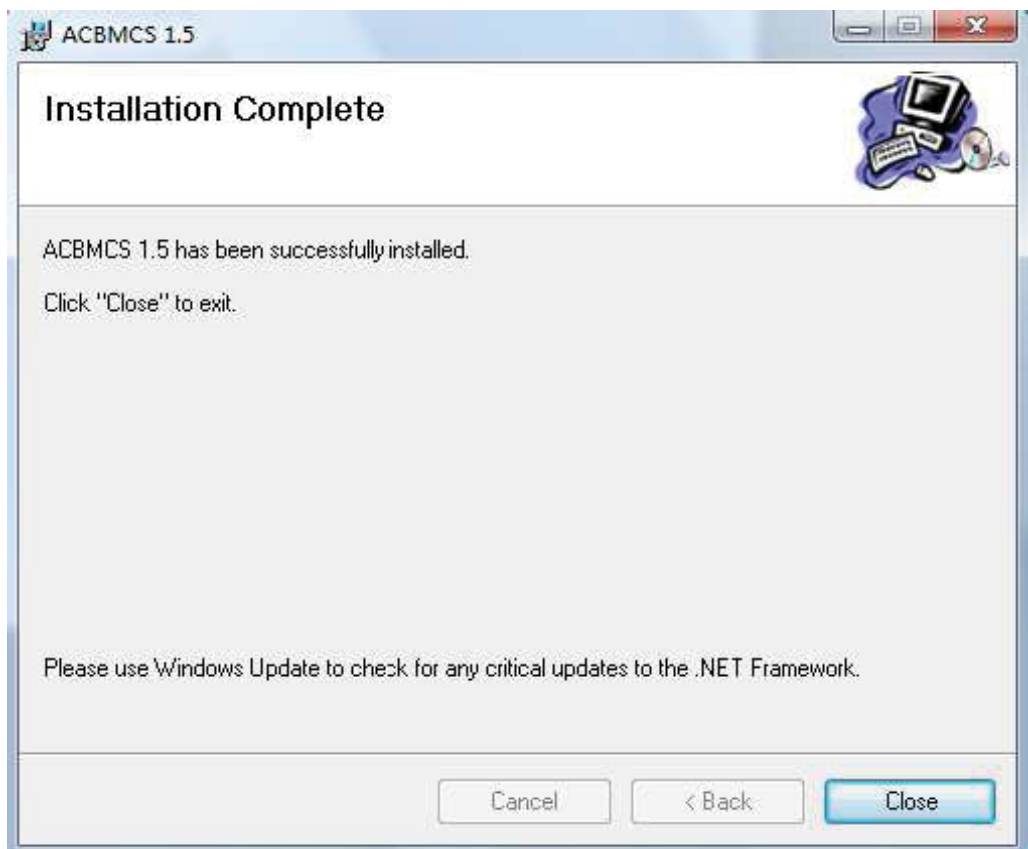 ACBMCS 1.5
Installation Complete
ACBMCS 1.5 has been successfully installed.
Click "Close" to exit.
Please use Windows Update to check for any critical updates to the .NET Framework.
Cancel
< Back
Close